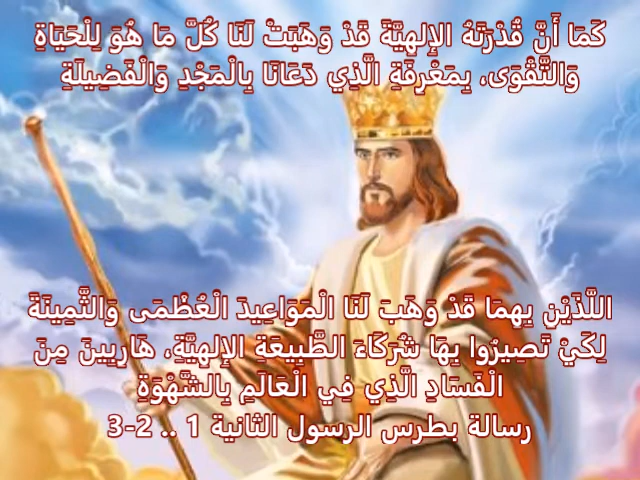 كَمَا أَنَّ قُدْرَتَهُ الإِلهِيَّةَ قَدْ وَهَبَتْ لَنَا كُلَّ مَا هُوَ لِلْحَيَاةِ
وَالتَّقْوَى، بِمَعْرِفَةِ الَّذِي دَعَانَا بِالْمَجْدِ وَالْفَضِيلَةِ
اللَّذَيْنِ بِهِمَا قَدْ وَهَبَ لَنَا الْمَوَاعِيدَ الْعُظْمَى وَالثَّمِينَةَ
لِكَيْ تَصِيرُوا بِهَا شُرَكَاءَ الطَّبِيعَةِ الإِلهِيَّةِ، هَارِبِينَ مِنَ
الْفَسَادِ الَّذِي فِي الْعَالَمِ بِالشَّهْوَةِ
رسالة بطرس الرسول الثانية 1 .. 2-3